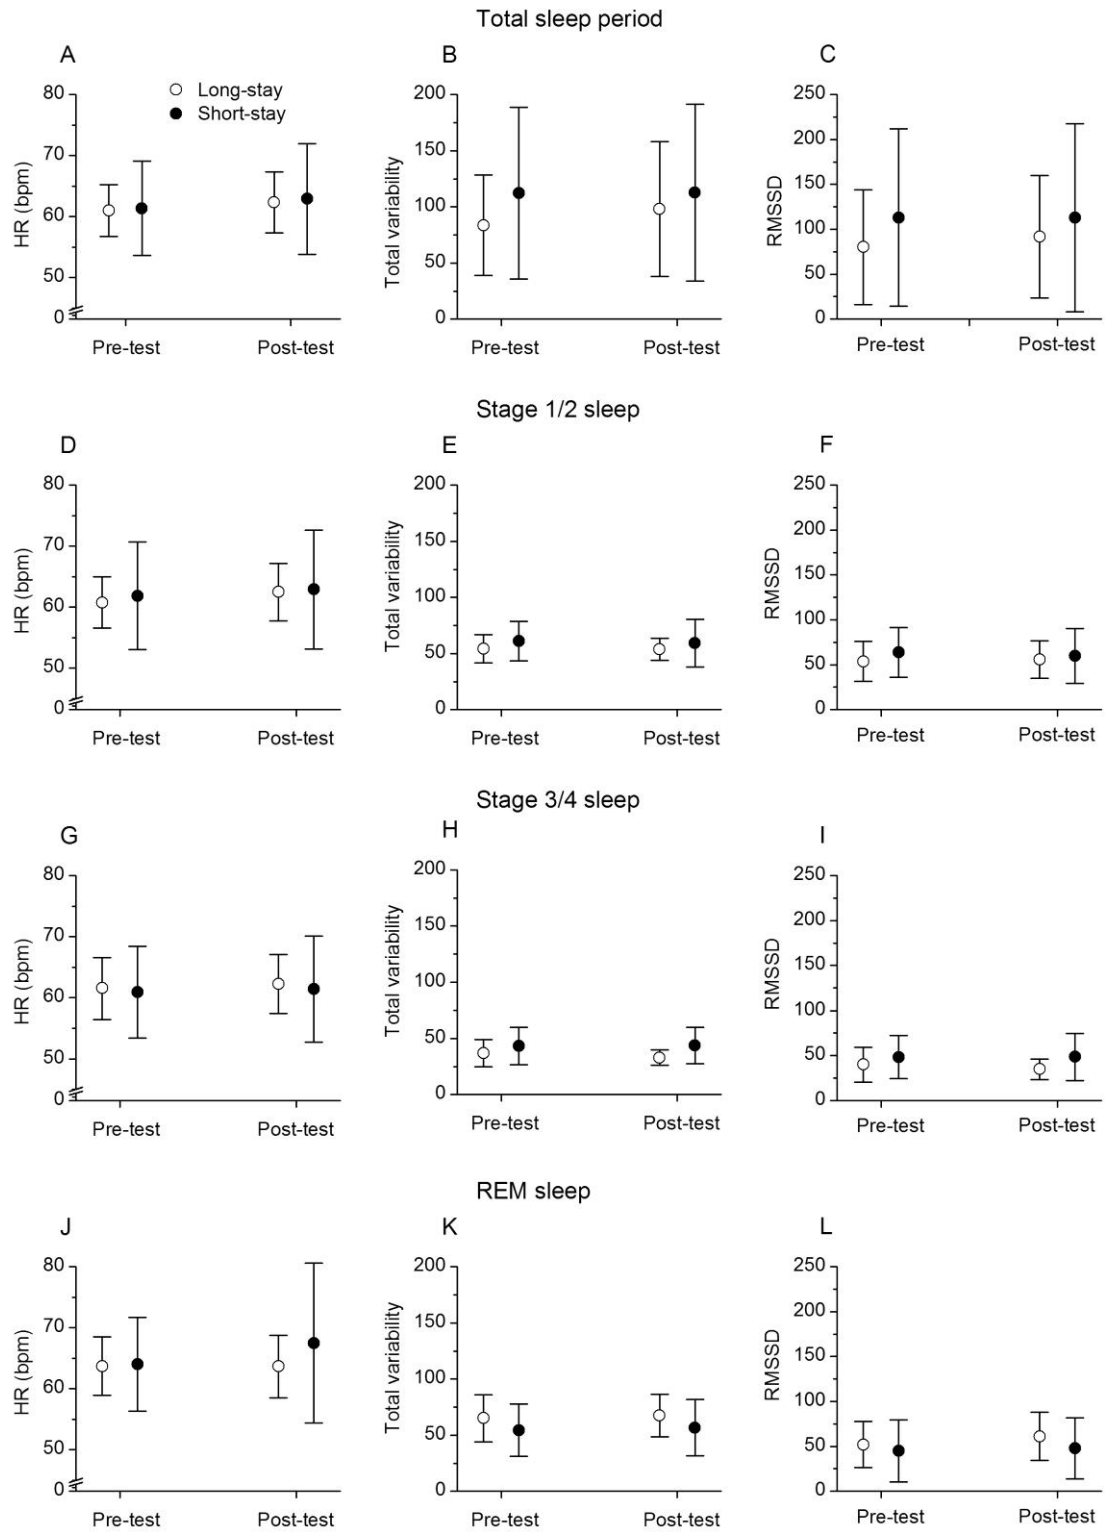 Total sleep period
A B C
Long-stay
Short-stay
HR (bpm)
80
70
60
50
0
Pre-test Post-test
Total variability
200
150
100
50
0
Pre-test Post-test
RMSSD
250
200
150
100
50
0
Pre-test Post-test
Stage 1/2 sleep
D E F
HR (bpm)
80
70
60
50
0
Pre-test Post-test
Total variability
200
150
100
50
0
Pre-test Post-test
RMSSD
250
200
150
100
50
0
Pre-test Post-test
Stage 3/4 sleep
G H I
HR (bpm)
80
70
60
50
0
Pre-test Post-test
Total variability
200
150
100
50
0
Pre-test Post-test
RMSSD
250
200
150
100
50
0
Pre-test Post-test
REM sleep
J K L
HR (bpm)
80
70
60
50
0
Pre-test Post-test
Total variability
200
150
100
50
0
Pre-test Post-test
RMSSD
250
200
150
100
50
0
Pre-test Post-test